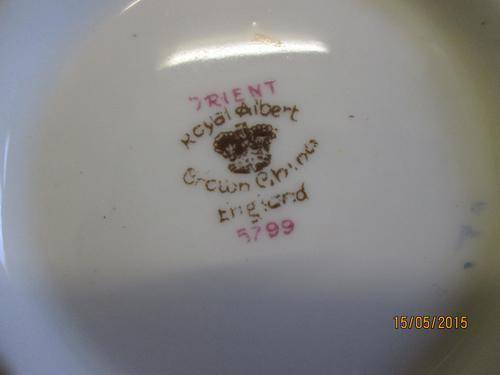 ORIENT
Royal Albert
Crown China
England
5799
15/05/2015